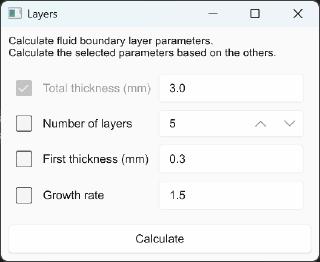 Layers
Calculate fluid boundary layer parameters.
Calculate the selected parameters based on the others.
Total thickness (mm) 3.0
Number of layers 5
First thickness (mm) 0.3
Growth rate 1.5
Calculate